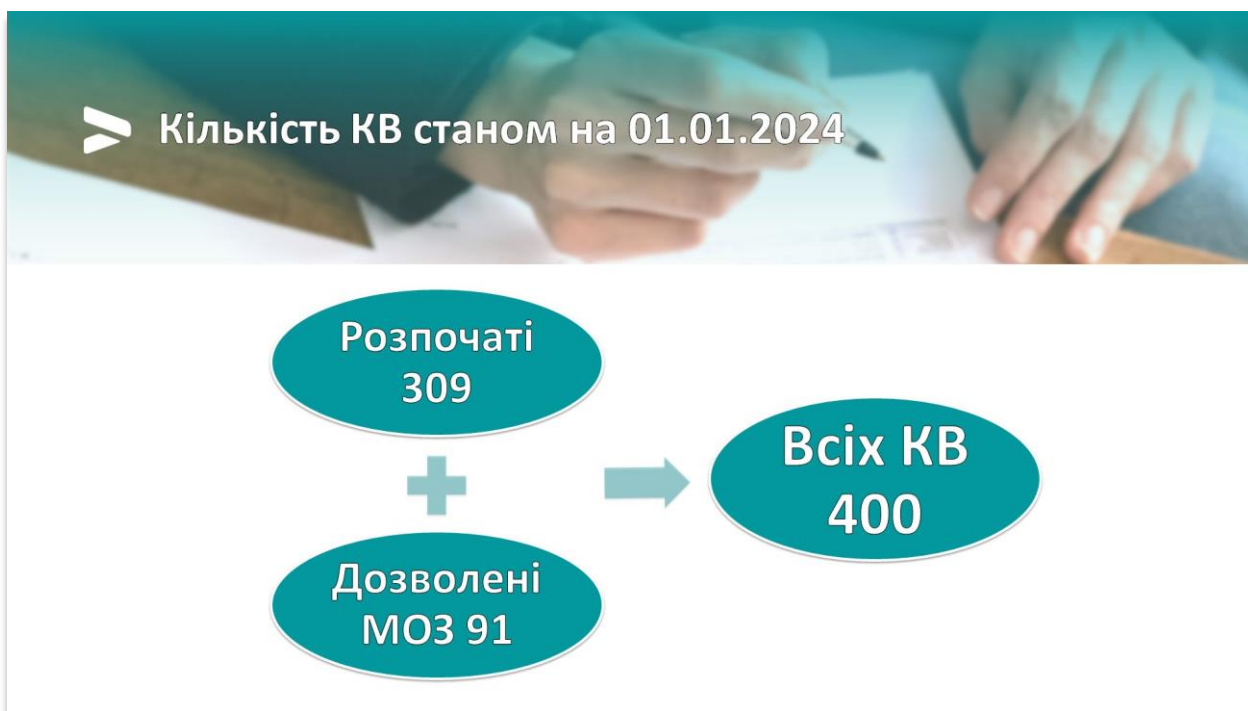 Кількість КВ станом на 01.01.2024
Розпочаті
309
Дозволені
МОЗ 91
Всіх КВ
400